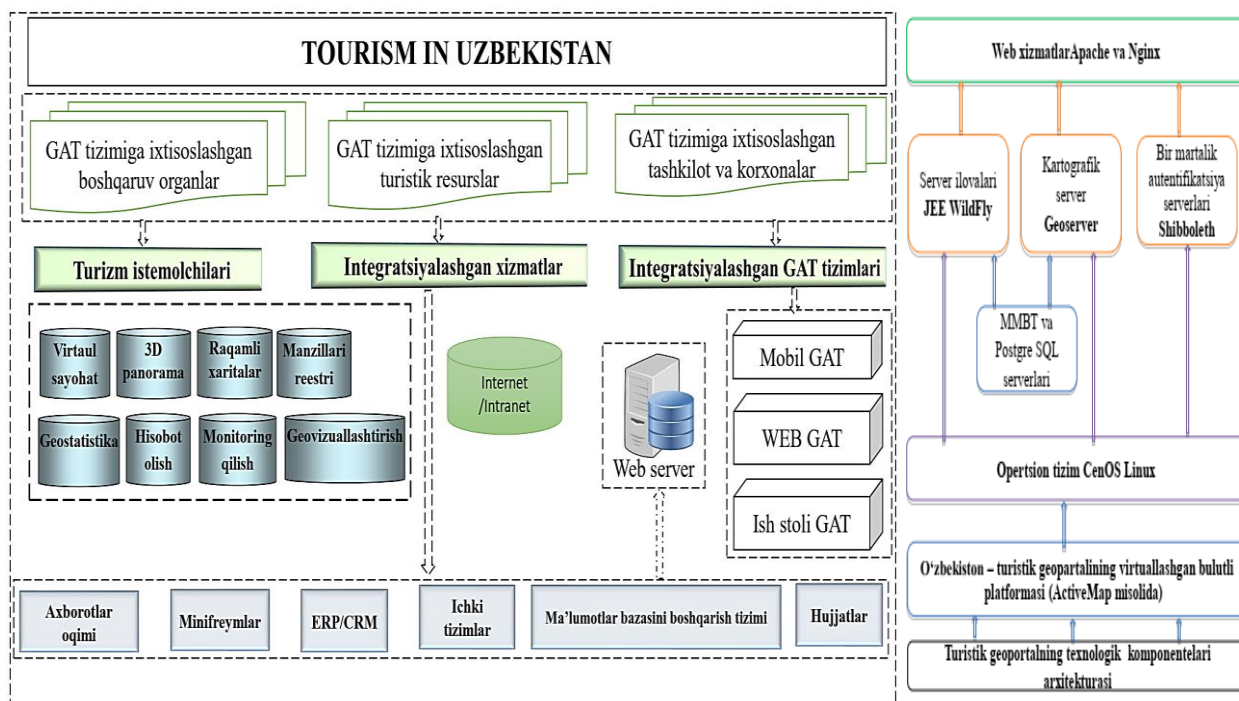 TOURISM IN UZBEKISTAN
GAT tizimiga ixtisoslashgan
boshqaruv organlar
GAT tizimiga ixtisoslashgan
turistik resurslar
GAT tizimiga ixtisoslashgan
tashkilot va korxonalar
Turizm istemolchilari
Integratsiyalashgan xizmatlar
Integratsiyalashgan GAT tizimlari
Virtaul
sayohat
3D
panorama
Raqamli
xaritalar
Manzillari
reestri
Geostatistika
Hisobot
olish
Monitoring
qilish
Geovizuallashtirish
Internet
/Intranet
Web server
Mobil GAT
WEB GAT
Ish stoli GAT
Axborotlar
oqimi
Minifreymlar
ERP/CRM
Ichki
tizimlar
Ma’lumotlar bazasini boshqarish tizimi
Hujjatlar
Web xizmatlarApache va Nginx
Server ilovalari
JEE WildFly
Kartografik
server
Geoserver
Bir martalik
autentifikatsiya
serverlari
Shibboleth
MMBT va
Postgre SQL
serverlari
Opertsion tizim CenOS Linux
O‘zbekiston – turistik geopartalining virtuallashgan bulutli
platformasi (ActiveMap misolida)
Turistik geoportalning texnologik komponentelari
arxitekturasi